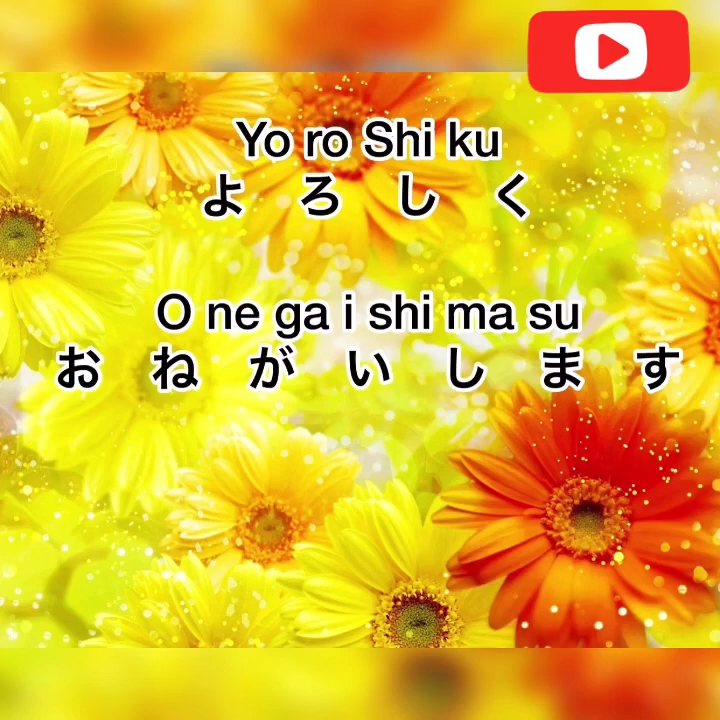 Yo ro Shi ku
よ ろ し く
O ne ga i shi ma su
お ね が い し ま す